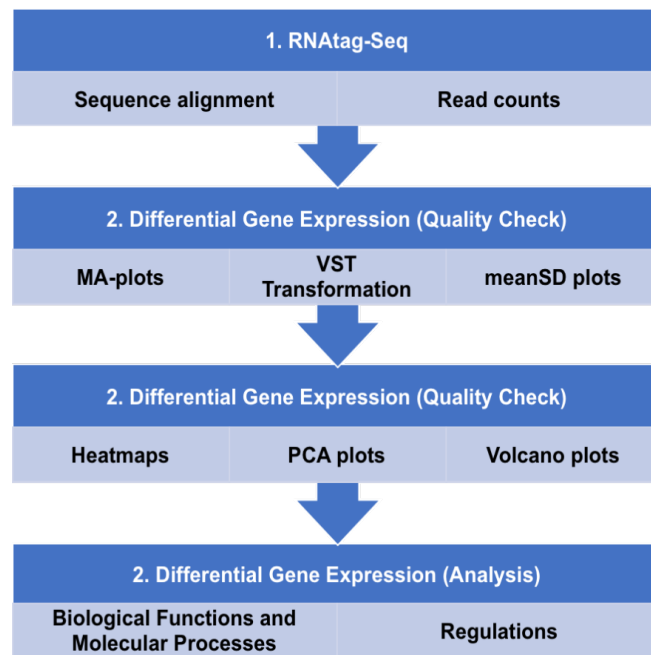 1. RNAtag-Seq
Sequence alignment
Read counts
2. Differential Gene Expression (Quality Check)
MA-plots
VST
Transformation
meanSD plots
2. Differential Gene Expression (Quality Check)
Heatmaps
PCA plots
Volcano plots
2. Differential Gene Expression (Analysis)
Biological Functions and
Molecular Processes
Regulations